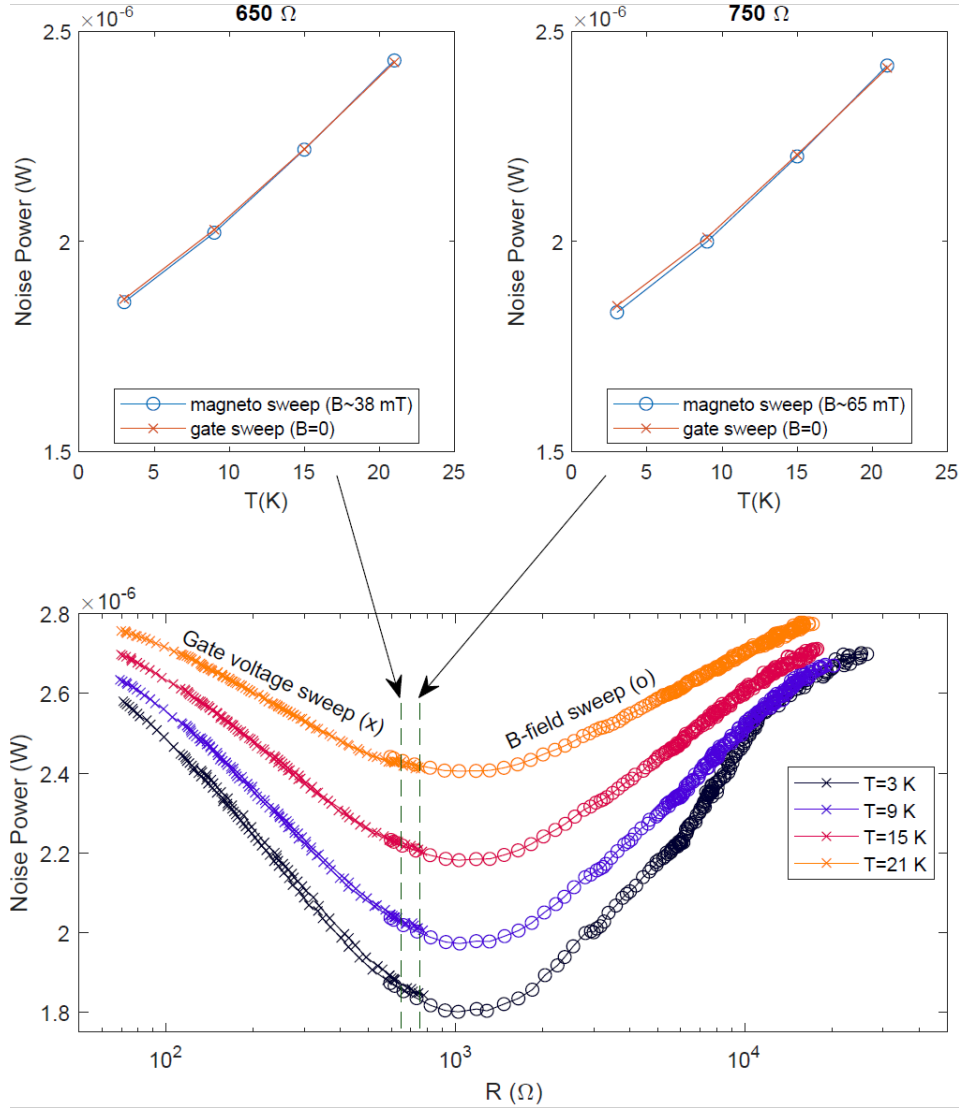 650 Ω
750 Ω
×10⁻⁶
×10⁻⁶
2.5
2
1.5
Noise Power (W)
magneto sweep (B~38 mT)
gate sweep (B=0)
0 5 10 15 20 25
T(K)
2.5
2
1.5
Noise Power (W)
magneto sweep (B~65 mT)
gate sweep (B=0)
0 5 10 15 20 25
T(K)
×10⁻⁶
2.8
2.6
2.4
2.2
2
1.8
Noise Power (W)
Gate voltage sweep (x)
B-field sweep (o)
T=3 K
T=9 K
T=15 K
T=21 K
10² 10³ 10⁴
R (Ω)